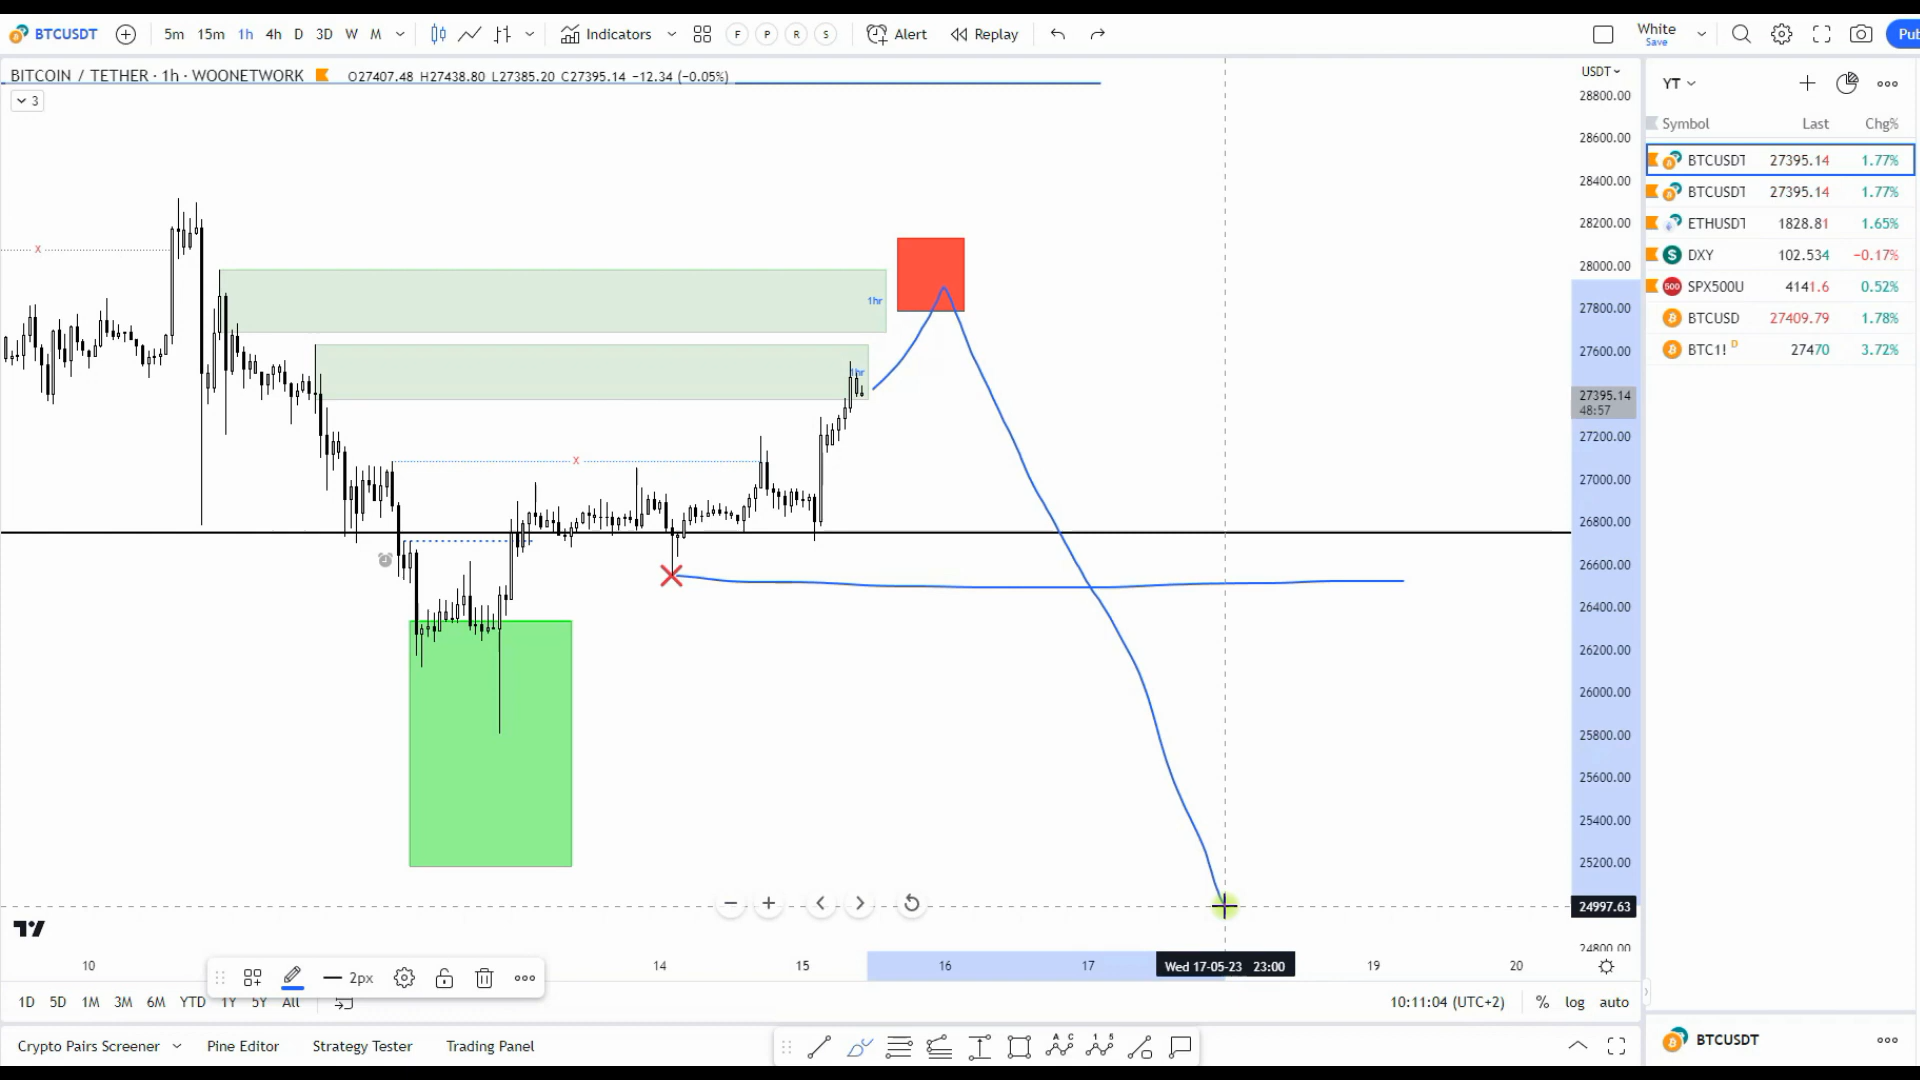 BTCUSDT 5m 15m 1h 4h D 3D W M Indicators F P R S Alert Replay White Save Pub
BITCOIN / TETHER · 1h · WOONETWORK O27407.48 H27438.80 L27385.20 C27395.14 −12.34 (−0.05%)
3
USDT
28800.00
28600.00
28400.00
28200.00
28000.00
27800.00
27600.00
27395.14
48:57
27200.00
27000.00
26800.00
26600.00
26400.00
26200.00
26000.00
25800.00
25600.00
25400.00
25200.00
24997.63
24800.00
X
1hr
1hr
X
YT
Symbol Last Chg%
BTCUSDT 27395.14 1.77%
BTCUSDT 27395.14 1.77%
ETHUSDT 1828.81 1.65%
DXY 102.534 −0.17%
SPX500U 4141.6 0.52%
BTCUSD 27409.79 1.78%
BTC1! D 27470 3.72%
10 14 15 16 17 Wed 17-05-23 23:00 19 20
2px
1D 5D 1M 3M 6M YTD 1Y 5Y All 10:11:04 (UTC+2) % log auto
Crypto Pairs Screener Pine Editor Strategy Tester Trading Panel
BTCUSDT